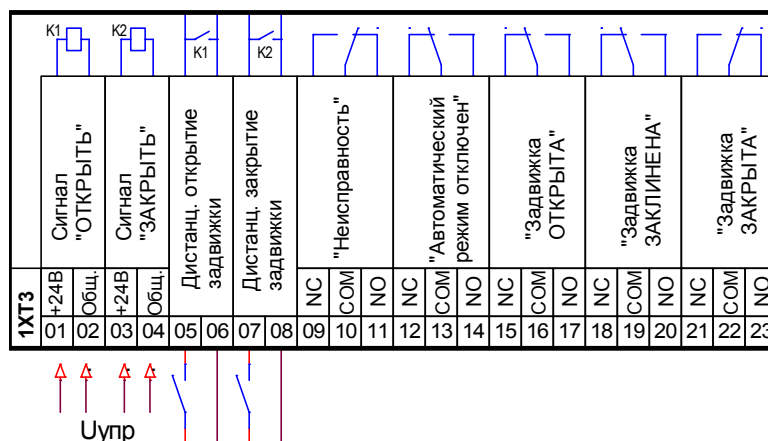 K1
K2
K1
K2
Сигнал
"ОТКРЫТЬ"
Сигнал
"ЗАКРЫТЬ"
Дистанц. открытие
задвижки
Дистанц. закрытие
задвижки
"Неисправность"
"Автоматический
режим отключен"
"Задвижка
ОТКРЫТА"
"Задвижка
ЗАКЛИНЕНА"
"Задвижка
ЗАКРЫТА"
1XT3
+24В
Общ.
+24В
Общ.
NC
COM
NO
NC
COM
NO
NC
COM
NO
NC
COM
NO
NC
COM
NO
01 02 03 04 05 06 07 08 09 10 11 12 13 14 15 16 17 18 19 20 21 22 23
Uупр